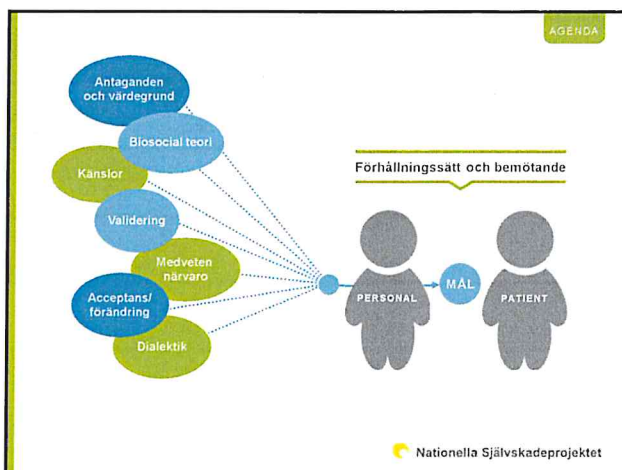 AGENDA
Antaganden
och värdegrund
Biosocial teori
Känslor
Validering
Medveten
närvaro
Acceptans/
förändring
Dialektik
Förhållningssätt och bemötande
PERSONAL
MÅL
PATIENT
Nationella Självskadeprojektet